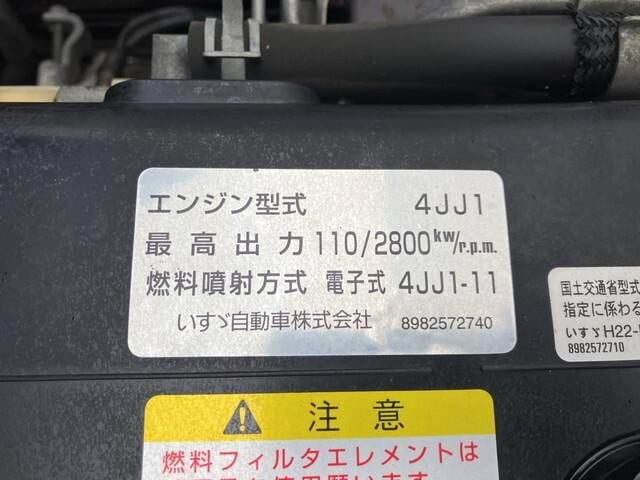 エンジン型式 4JJ1
最高出力 110/2800kw/r.p.m.
燃料噴射方式 電子式 4JJ1-11
いすゞ自動車株式会社 8982572740
国土交通省型式
指定に係わる
いすゞH22-
8982572710
注意
燃料フィルタエレメントは